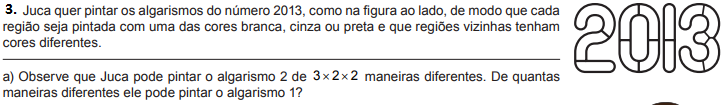 3. Juca quer pintar os algarismos do número 2013, como na figura ao lado, de modo que cada
região seja pintada com uma das cores branca, cinza ou preta e que regiões vizinhas tenham
cores diferentes.
2013
a) Observe que Juca pode pintar o algarismo 2 de 3×2×2 maneiras diferentes. De quantas
maneiras diferentes ele pode pintar o algarismo 1?